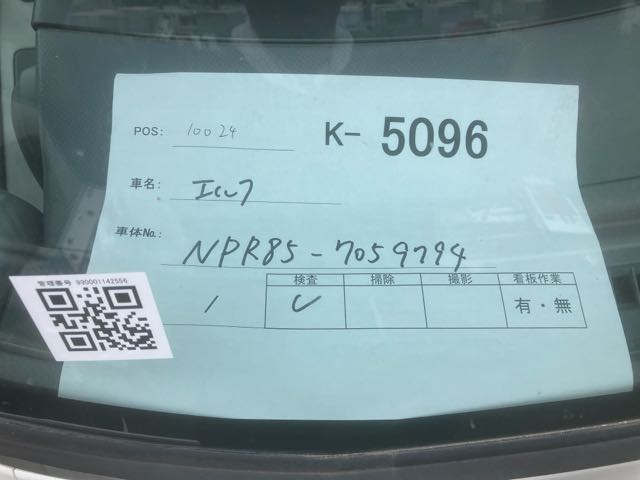 POS: 10024
K- 5096
車名: エルフ
車体No.: NPR85-7059794
管理番号 990001142556
検査 掃除 撮影 看板作業
1 レ 有・無